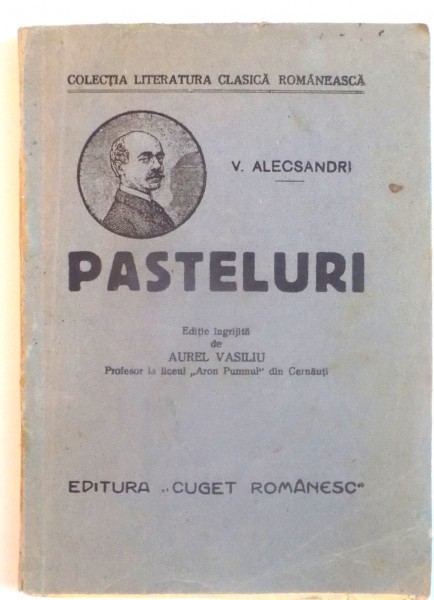 COLECȚIA LITERATURA CLASICĂ ROMÂNEASCĂ
V. ALECSANDRI
PASTELURI
Ediție îngrijită
de
AUREL VASILIU
Profesor la liceul „Aron Pumnul" din Cernăuți
EDITURA „CUGET ROMÂNESC"